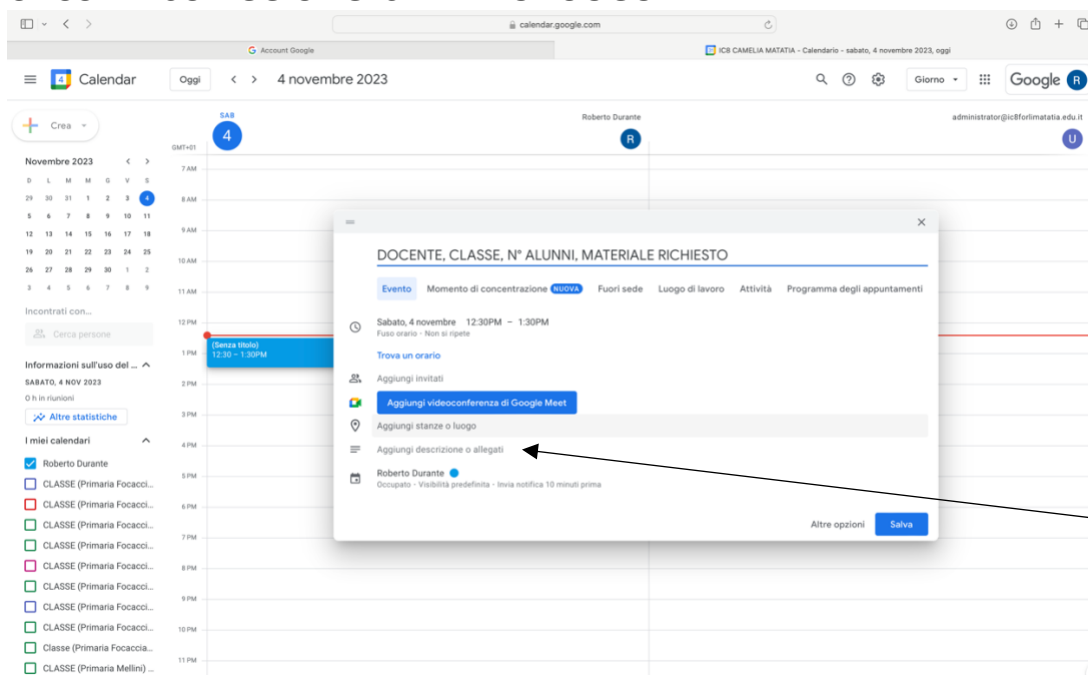 calendar.google.com
Account Google
IC8 CAMELIA MATATIA - Calendario - sabato, 4 novembre 2023, oggi
4 Calendar Oggi 4 novembre 2023 Giorno Google R
Crea
SAB
4
Roberto Durante
R
administrator@ic8forlimatatia.edu.it
U
GMT+01
Novembre 2023
D L M M G V S
29 30 31 1 2 3 4
5 6 7 8 9 10 11
12 13 14 15 16 17 18
19 20 21 22 23 24 25
26 27 28 29 30 1 2
3 4 5 6 7 8 9
Incontrati con...
Cerca persone
Informazioni sull'uso del ...
SABATO, 4 NOV 2023
0 h in riunioni
Altre statistiche
I miei calendari
Roberto Durante
CLASSE (Primaria Focacci...
CLASSE (Primaria Focacci...
CLASSE (Primaria Focacci...
CLASSE (Primaria Focacci...
CLASSE (Primaria Focacci...
CLASSE (Primaria Focacci...
CLASSE (Primaria Focacci...
CLASSE (Primaria Focacci...
Classe (Primaria Focaccia...
CLASSE (Primaria Mellini) ...
7 AM
8 AM
9 AM
10 AM
11 AM
12 PM
1 PM
2 PM
3 PM
4 PM
5 PM
6 PM
7 PM
8 PM
9 PM
10 PM
11 PM
(Senza titolo)
12:30 – 1:30PM
DOCENTE, CLASSE, N° ALUNNI, MATERIALE RICHIESTO
Evento Momento di concentrazione NUOVA Fuori sede Luogo di lavoro Attività Programma degli appuntamenti
Sabato, 4 novembre 12:30PM – 1:30PM
Fuso orario · Non si ripete
Trova un orario
Aggiungi invitati
Aggiungi videoconferenza di Google Meet
Aggiungi stanze o luogo
Aggiungi descrizione o allegati
Roberto Durante
Occupato · Visibilità predefinita · Invia notifica 10 minuti prima
Altre opzioni Salva